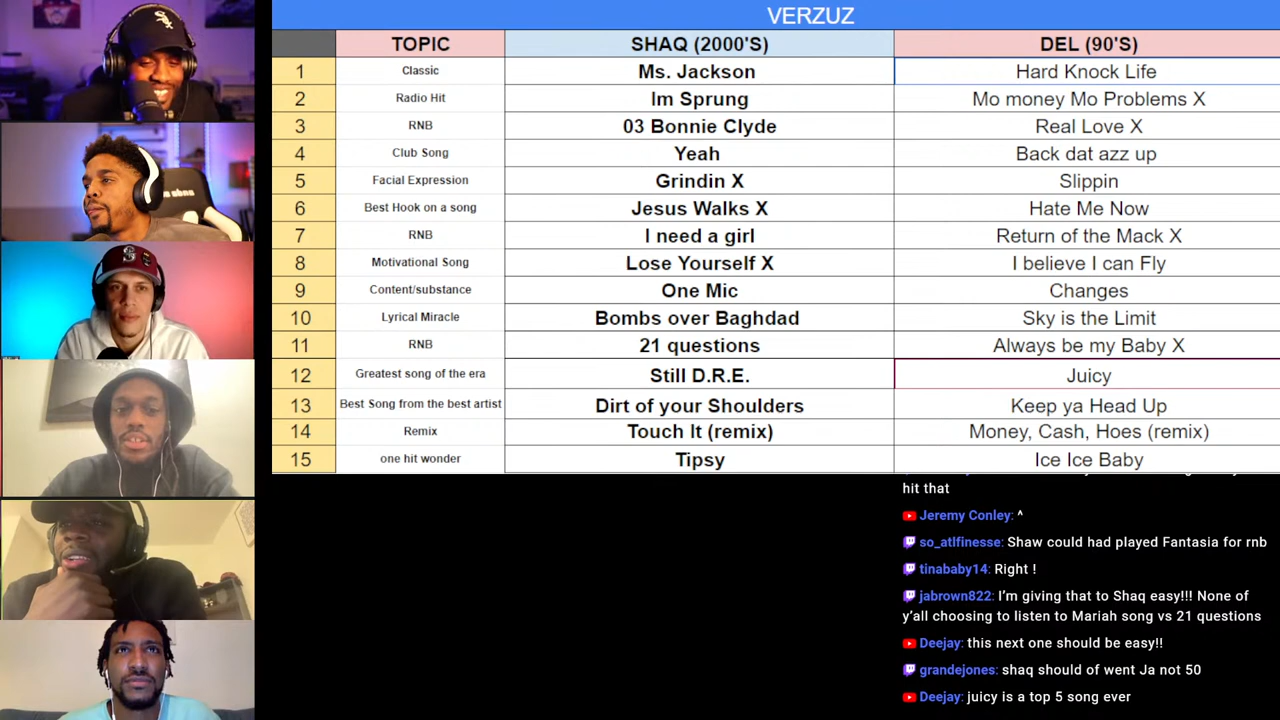 VERZUZ
TOPIC SHAQ (2000'S) DEL (90'S)
1 Classic Ms. Jackson Hard Knock Life
2 Radio Hit Im Sprung Mo money Mo Problems X
3 RNB 03 Bonnie Clyde Real Love X
4 Club Song Yeah Back dat azz up
5 Facial Expression Grindin X Slippin
6 Best Hook on a song Jesus Walks X Hate Me Now
7 RNB I need a girl Return of the Mack X
8 Motivational Song Lose Yourself X I believe I can Fly
9 Content/substance One Mic Changes
10 Lyrical Miracle Bombs over Baghdad Sky is the Limit
11 RNB 21 questions Always be my Baby X
12 Greatest song of the era Still D.R.E. Juicy
13 Best Song from the best artist Dirt of your Shoulders Keep ya Head Up
14 Remix Touch It (remix) Money, Cash, Hoes (remix)
15 one hit wonder Tipsy Ice Ice Baby
hit that
Jeremy Conley: ^
so_atlfinesse: Shaw could had played Fantasia for rnb
tinababy14: Right !
jabrown822: I'm giving that to Shaq easy!!! None of
y'all choosing to listen to Mariah song vs 21 questions
Deejay: this next one should be easy!!
grandejones: shaq should of went Ja not 50
Deejay: juicy is a top 5 song ever